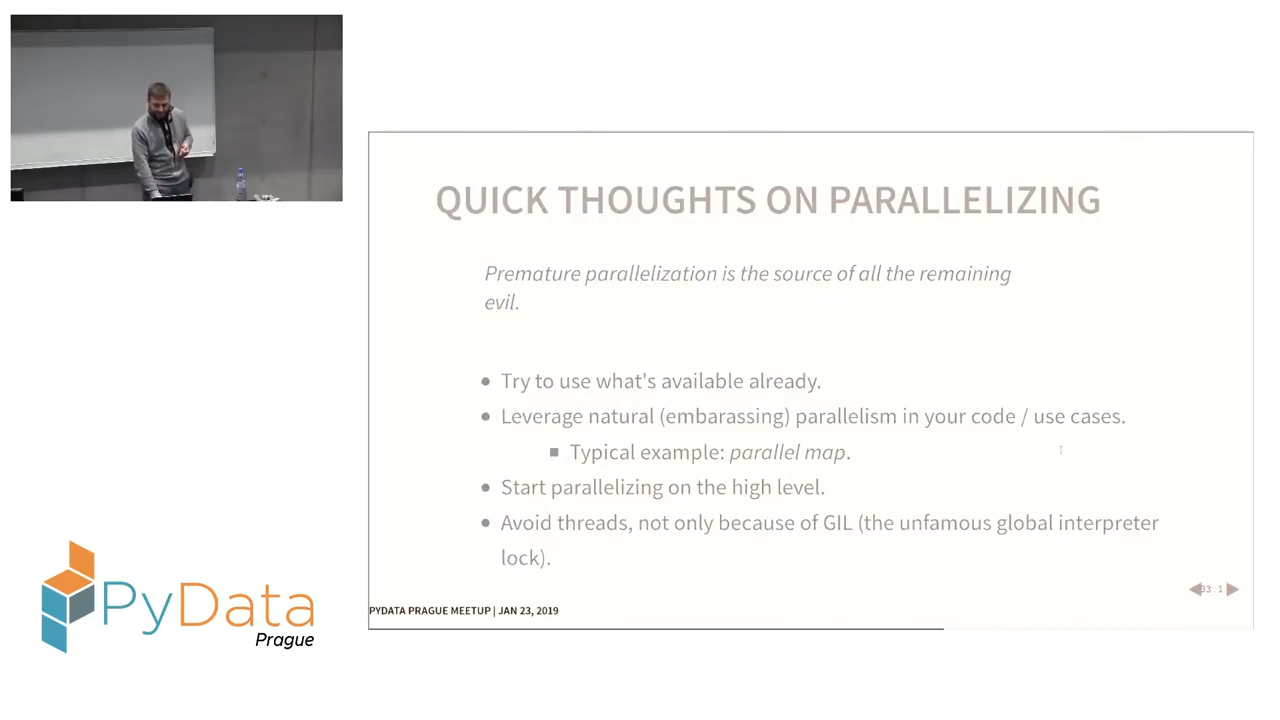 QUICK THOUGHTS ON PARALLELIZING
Premature parallelization is the source of all the remaining
evil.
Try to use what's available already.
Leverage natural (embarassing) parallelism in your code / use cases.
Typical example: parallel map.
Start parallelizing on the high level.
Avoid threads, not only because of GIL (the unfamous global interpreter
lock).
33.1
PYDATA PRAGUE MEETUP | JAN 23, 2019
PyData
Prague